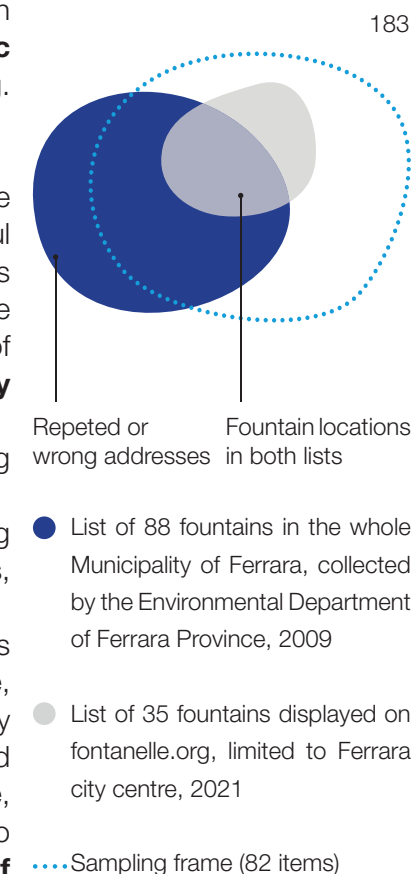 183
n
c
.
e
ul
s
e
of
y
g
g
,
s
e,
y
d
e,
o
f
Repeted or
wrong addresses
Fountain locations
in both lists
List of 88 fountains in the whole
Municipality of Ferrara, collected
by the Environmental Department
of Ferrara Province, 2009
List of 35 fountains displayed on
fontanelle.org, limited to Ferrara
city centre, 2021
Sampling frame (82 items)